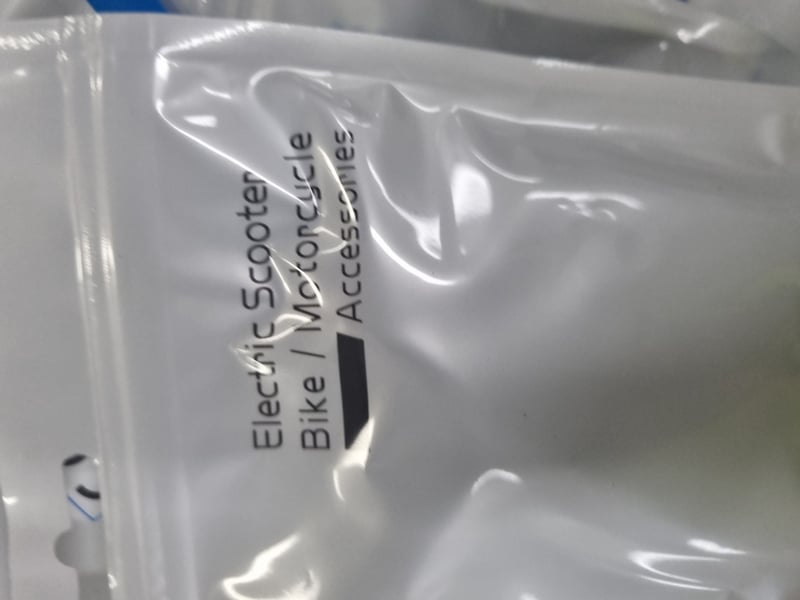 Electric Scooter
Bike / Motorcycle
Accessories